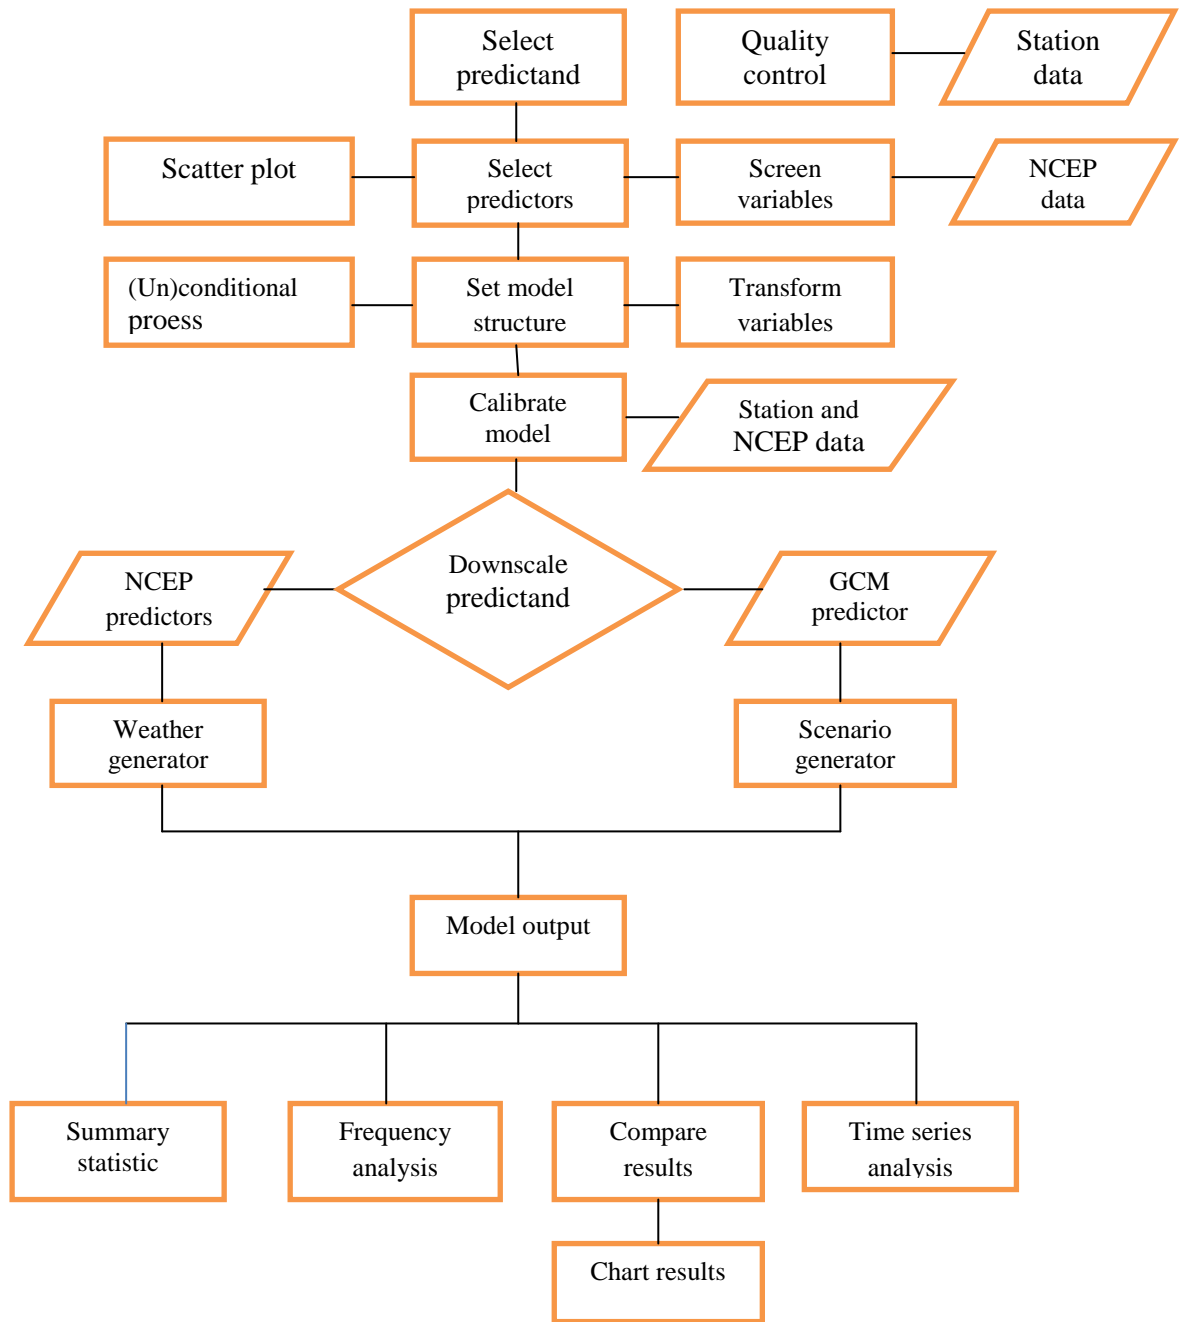 Select
predictand
Quality
control
Station
data
Scatter plot
Select
predictors
Screen
variables
NCEP
data
(Un)conditional
proess
Set model
structure
Transform
variables
Calibrate
model
Station and
NCEP data
Downscale
predictand
NCEP
predictors
GCM
predictor
Weather
generator
Scenario
generator
Model output
Summary
statistic
Frequency
analysis
Compare
results
Time series
analysis
Chart results